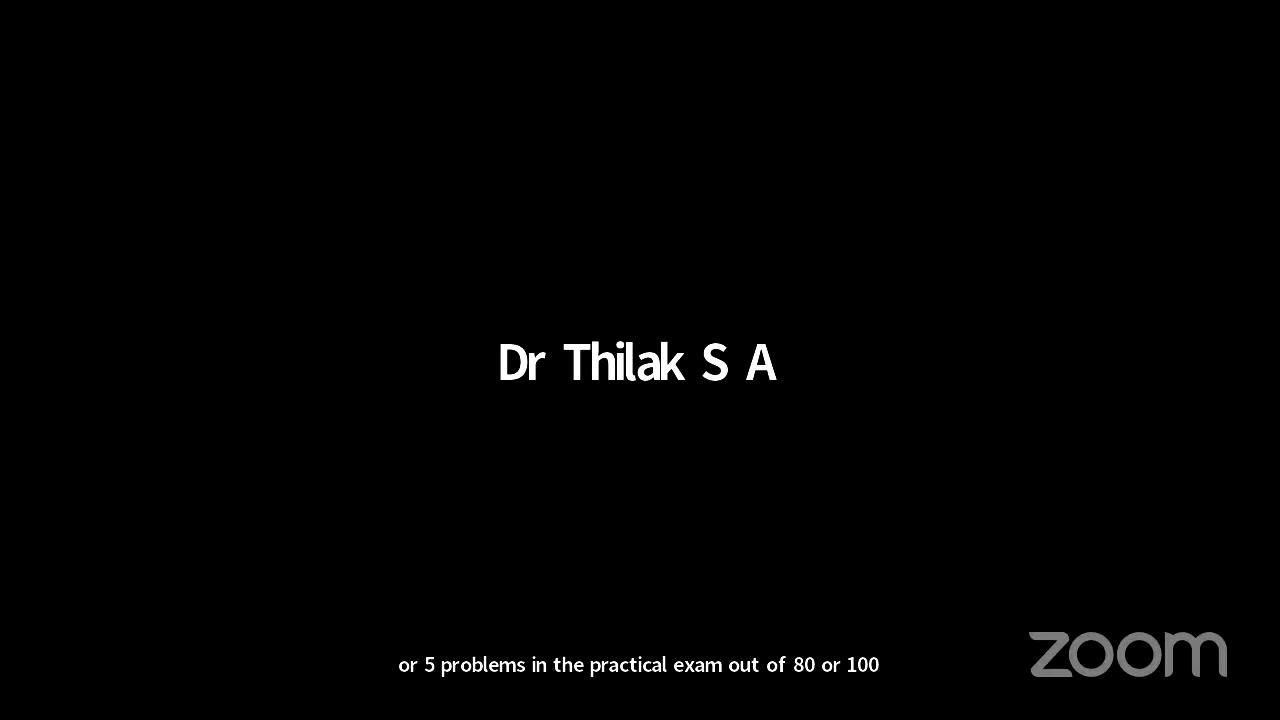 Dr Thilak S A
or 5 problems in the practical exam out of 80 or 100
zoom